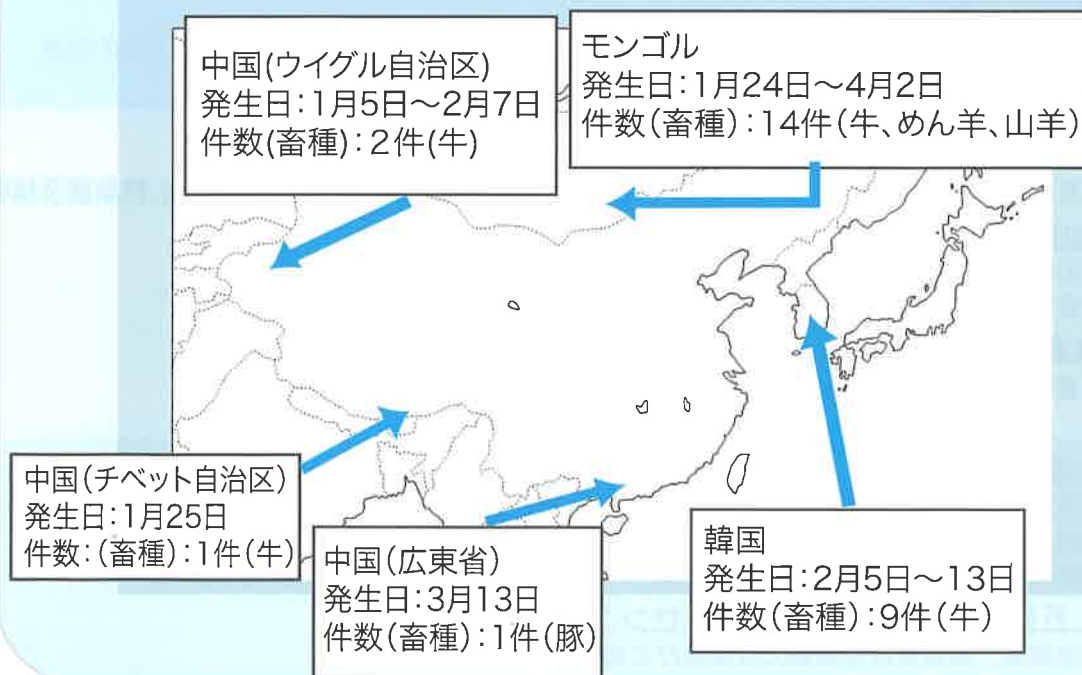 中国(ウイグル自治区)
発生日:1月5日～2月7日
件数(畜種):2件(牛)
モンゴル
発生日:1月24日～4月2日
件数(畜種):14件(牛、めん羊、山羊)
中国(チベット自治区)
発生日:1月25日
件数:(畜種):1件(牛)
中国(広東省)
発生日:3月13日
件数(畜種):1件(豚)
韓国
発生日:2月5日～13日
件数(畜種):9件(牛)